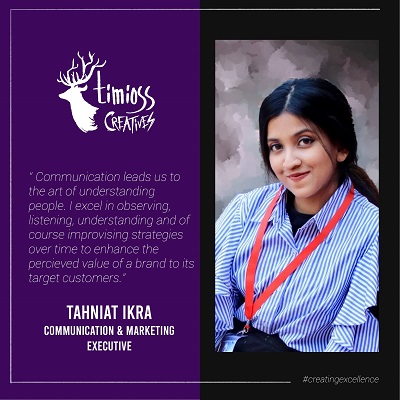 timioss
CREATIVES
“ Communication leads us to
the art of understanding
people. I excel in observing,
listening, understanding and of
course improvising strategies
over time to enhance the
percieved value of a brand to its
target customers.”
TAHNIAT IKRA
COMMUNICATION & MARKETING
EXECUTIVE
#creatingexcellence